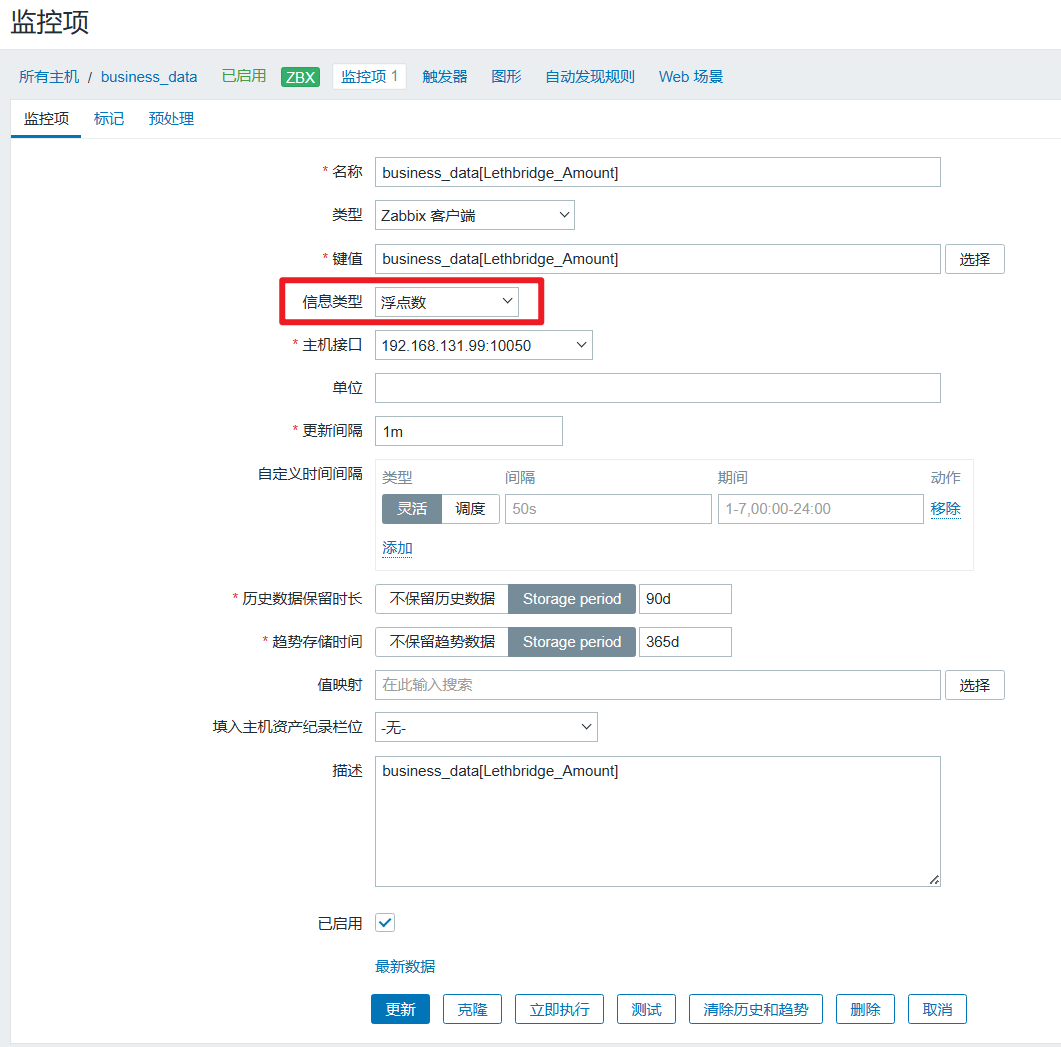 监控项
所有主机 / business_data 已启用 ZBX 监控项 1 触发器 图形 自动发现规则 Web 场景
监控项 标记 预处理
* 名称 business_data[Lethbridge_Amount]
类型 Zabbix 客户端
* 键值 business_data[Lethbridge_Amount] 选择
信息类型 浮点数
* 主机接口 192.168.131.99:10050
单位
* 更新间隔 1m
自定义时间间隔 类型 间隔 期间 动作
灵活 调度 50s 1-7,00:00-24:00 移除
添加
* 历史数据保留时长 不保留历史数据 Storage period 90d
* 趋势存储时间 不保留趋势数据 Storage period 365d
值映射 在此输入搜索 选择
填入主机资产纪录栏位 -无-
描述 business_data[Lethbridge_Amount]
已启用
最新数据
更新 克隆 立即执行 测试 清除历史和趋势 删除 取消